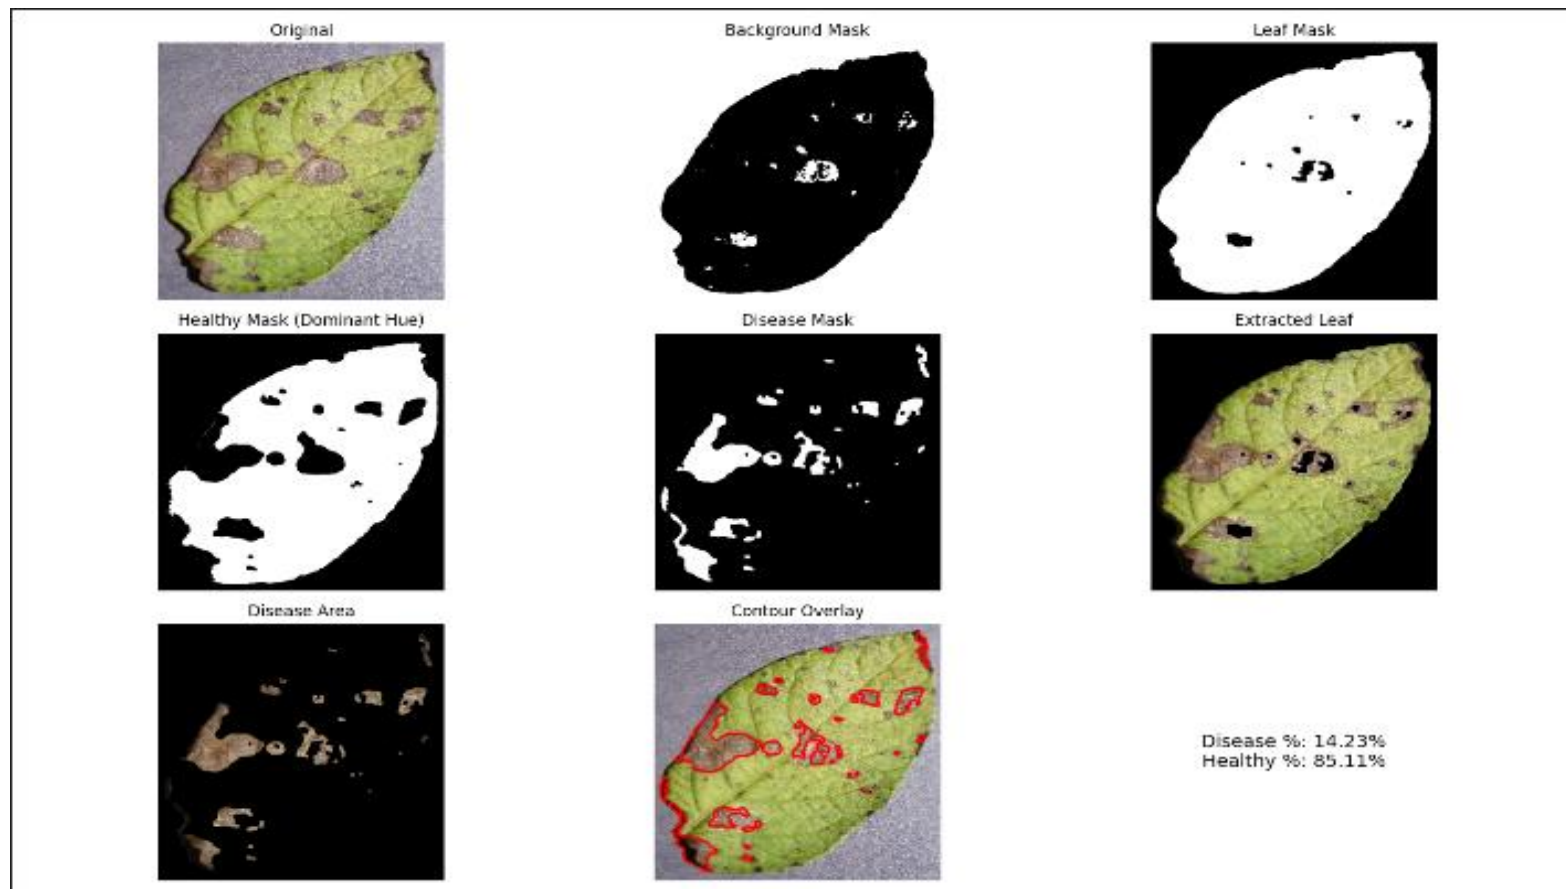 Original
Background Mask
Leaf Mask
Healthy Mask (Dominant Hue)
Disease Mask
Extracted Leaf
Disease Area
Contour Overlay
Disease %: 14.23%
Healthy %: 85.11%